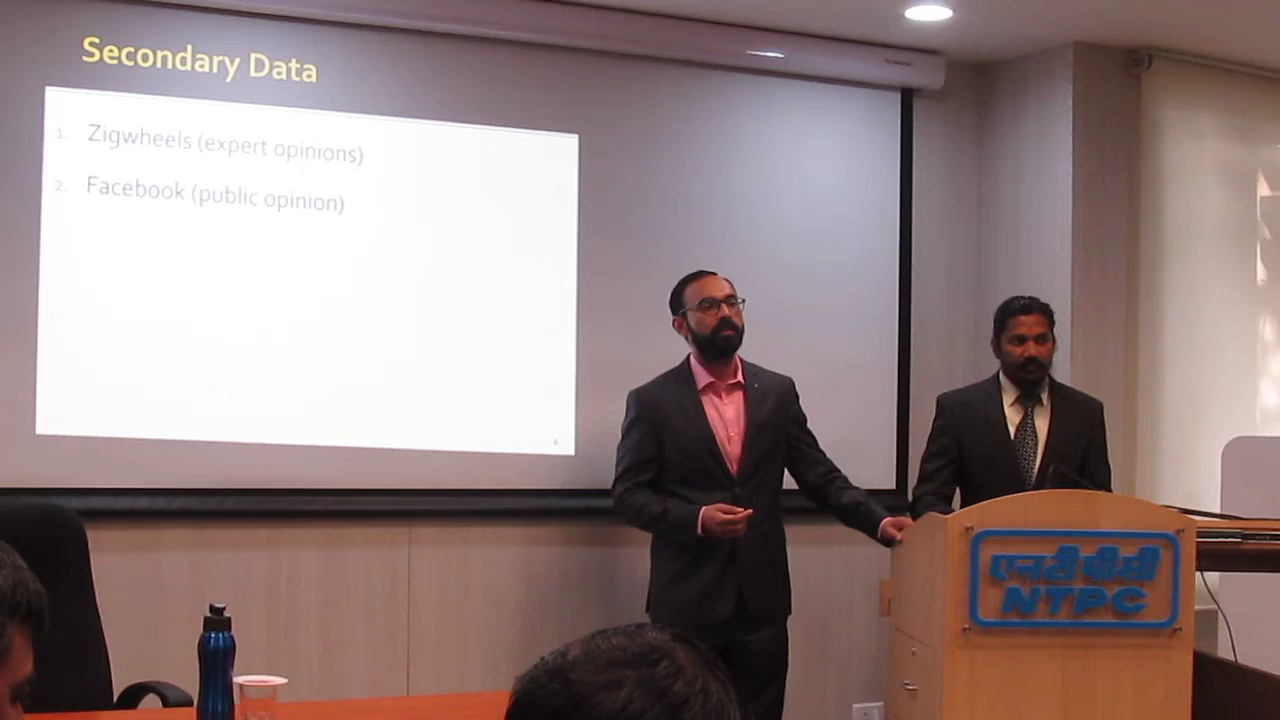 Secondary Data
1. Zigwheels (expert opinions)
2. Facebook (public opinion)
एनटीपीसी
NTPC